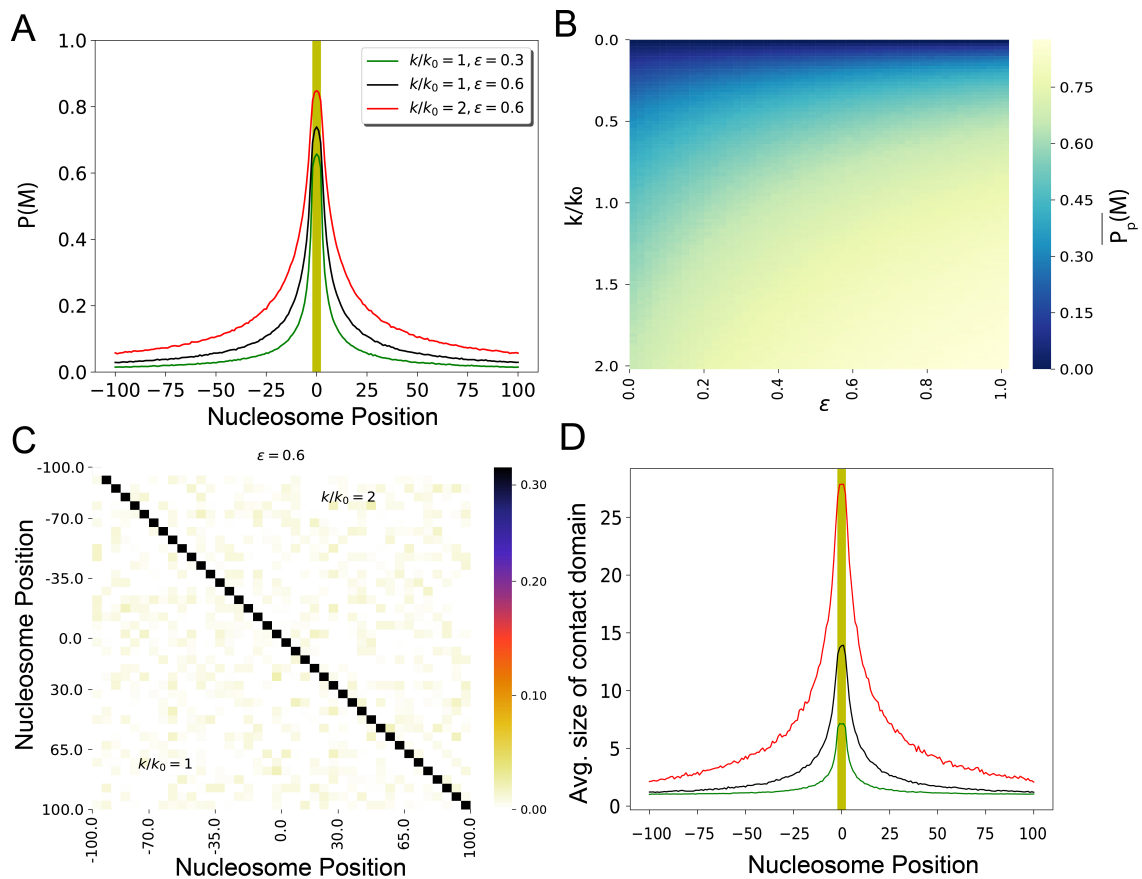 A
P(M)
1.0
0.8
0.6
0.4
0.2
0.0
k/k₀ = 1, ε = 0.3
k/k₀ = 1, ε = 0.6
k/k₀ = 2, ε = 0.6
−100 −75 −50 −25 0 25 50 75 100
Nucleosome Position
B
k/k₀
0.0
0.5
1.0
1.5
2.0
0.0 0.2 0.4 0.6 0.8 1.0
ε
0.75
0.60
0.45
0.30
0.15
0.00
P̅p(M)
C
ε = 0.6
k/k₀ = 2
k/k₀ = 1
Nucleosome Position
-100.0
-70.0
-35.0
0.0
30.0
65.0
100.0
-100.0 -70.0 -35.0 0.0 30.0 65.0 100.0
Nucleosome Position
0.30
0.20
0.10
0.00
D
Avg. size of contact domain
25
20
15
10
5
0
−100 −75 −50 −25 0 25 50 75 100
Nucleosome Position